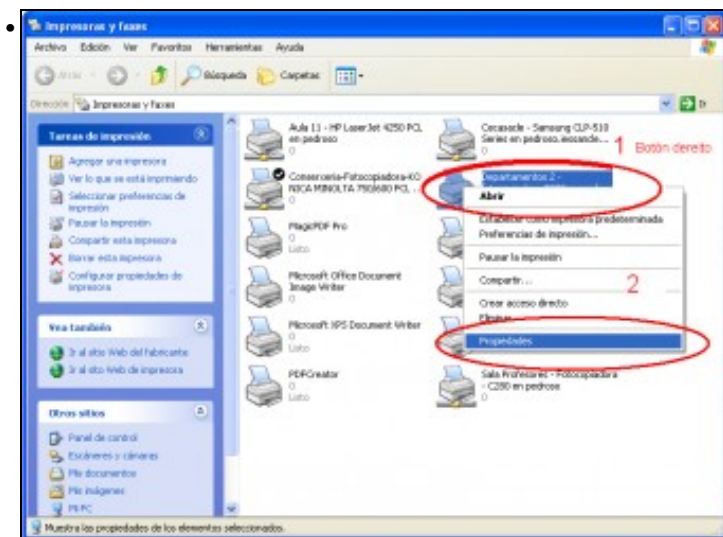 Impresoras y faxes
Archivo Edición Ver Favoritos Herramientas Ayuda
Atrás Búsqueda Carpetas
Dirección Impresoras y faxes Ir
Tareas de impresión
Agregar una impresora
Ver lo que se está imprimiendo
Seleccionar preferencias de
impresión
Pausar la impresión
Compartir esta impresora
Borrar esta impresora
Configurar propiedades de
impresora
Vea también
Ir al sitio Web del fabricante
Ir al sitio Web de impresora
Otros sitios
Panel de control
Escáneres y cámaras
Mis documentos
Mis imágenes
Mi PC
Aula 11 - HP LaserJet 4250 PCL
en pedroso
0
Conserxeria-Fotocopiadora-KO
NICA MINOLTA 750/600 PCL ...
0
MagicPDF Pro
0
Listo
Microsoft Office Document
Image Writer
0
Microsoft XPS Document Writer
0
Listo
PDFCreator
0
Listo
Samsung CLP-510
Series en pedroso.iessande...
0
1 Botón dereito
Departamentos 2 -
Abrir
Establecer como impresora predeterminada
Preferencias de impresión...
Pausar la impresión
Compartir...
2
Crear acceso directo
Eliminar
Propiedades
Sala Profesores - Fotocopiadora
- C280 en pedroso
0
Muestra las propiedades de los elementos seleccionados.